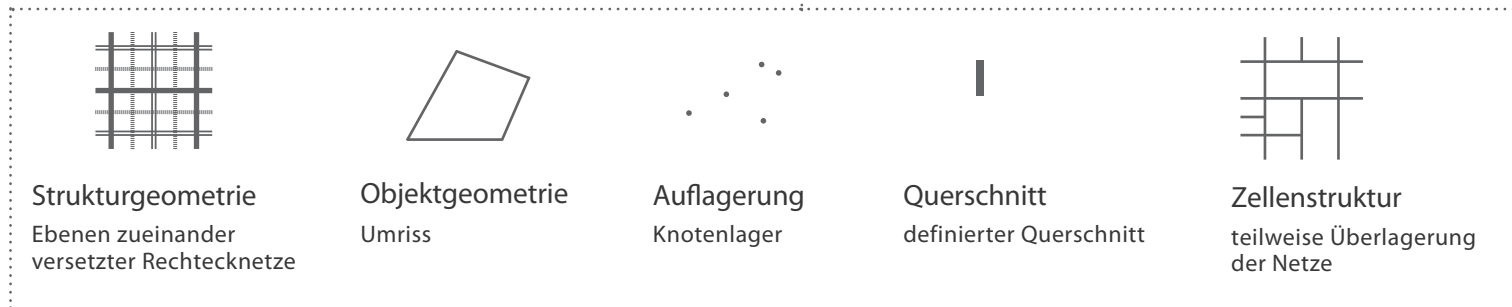 Strukturgeometrie
Ebenen zueinander
versetzter Rechtecknetze
Objektgeometrie
Umriss
Auflagerung
Knotenlager
Querschnitt
definierter Querschnitt
Zellenstruktur
teilweise Überlagerung
der Netze